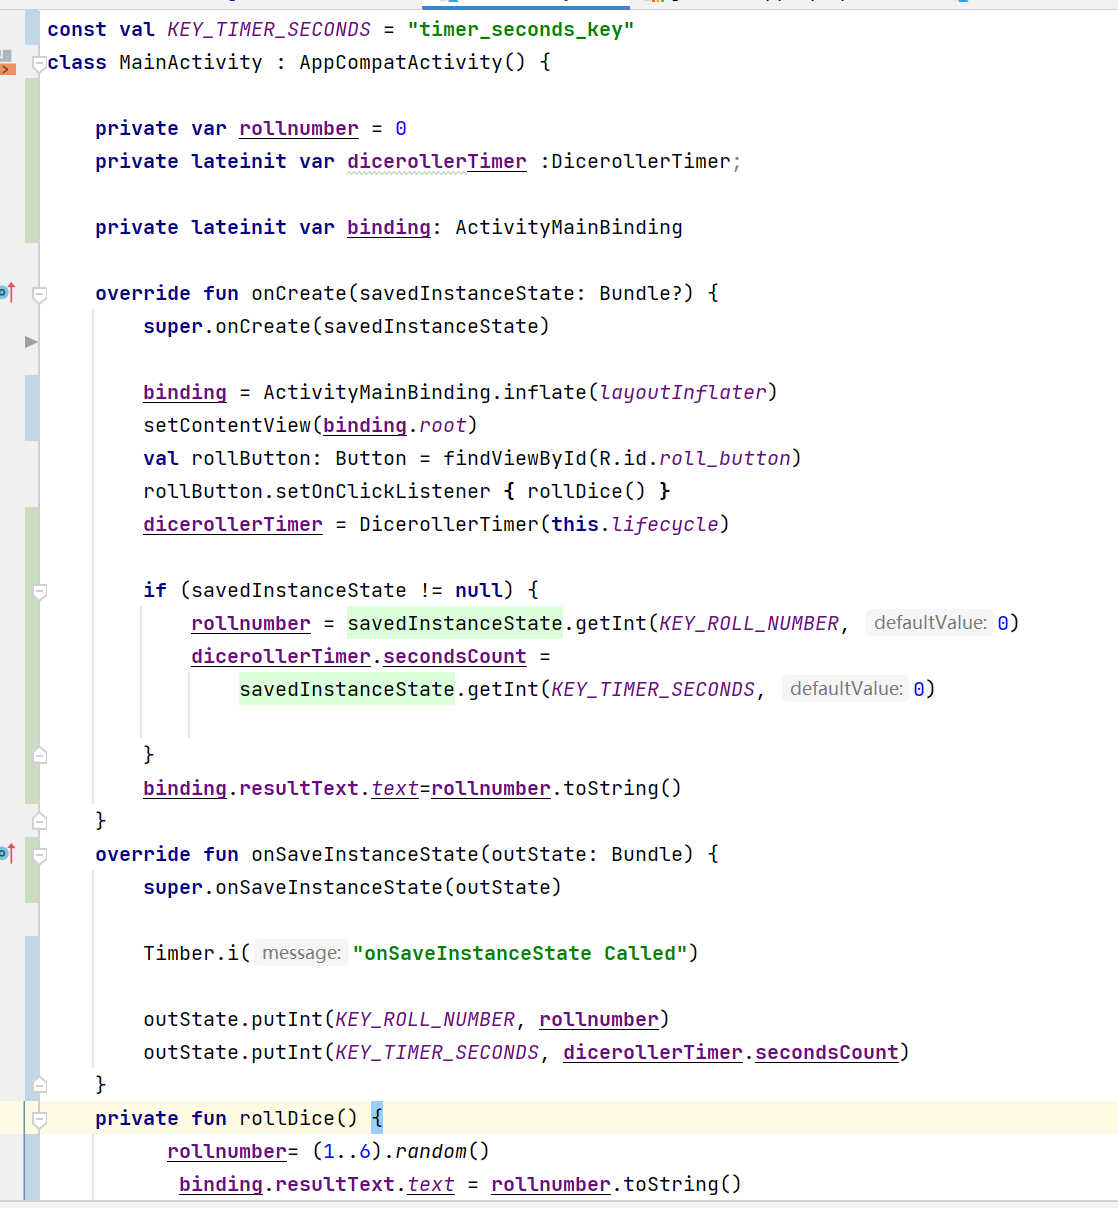 const val KEY_TIMER_SECONDS = "timer_seconds_key"
class MainActivity : AppCompatActivity() {
private var rollnumber = 0
private lateinit var dicerollerTimer :DicerollerTimer;
private lateinit var binding: ActivityMainBinding
override fun onCreate(savedInstanceState: Bundle?) {
super.onCreate(savedInstanceState)
binding = ActivityMainBinding.inflate(layoutInflater)
setContentView(binding.root)
val rollButton: Button = findViewById(R.id.roll_button)
rollButton.setOnClickListener { rollDice() }
dicerollerTimer = DicerollerTimer(this.lifecycle)
if (savedInstanceState != null) {
rollnumber = savedInstanceState.getInt(KEY_ROLL_NUMBER, defaultValue: 0)
dicerollerTimer.secondsCount =
savedInstanceState.getInt(KEY_TIMER_SECONDS, defaultValue: 0)
}
binding.resultText.text=rollnumber.toString()
}
override fun onSaveInstanceState(outState: Bundle) {
super.onSaveInstanceState(outState)
Timber.i( message: "onSaveInstanceState Called")
outState.putInt(KEY_ROLL_NUMBER, rollnumber)
outState.putInt(KEY_TIMER_SECONDS, dicerollerTimer.secondsCount)
}
private fun rollDice() {
rollnumber= (1..6).random()
binding.resultText.text = rollnumber.toString()